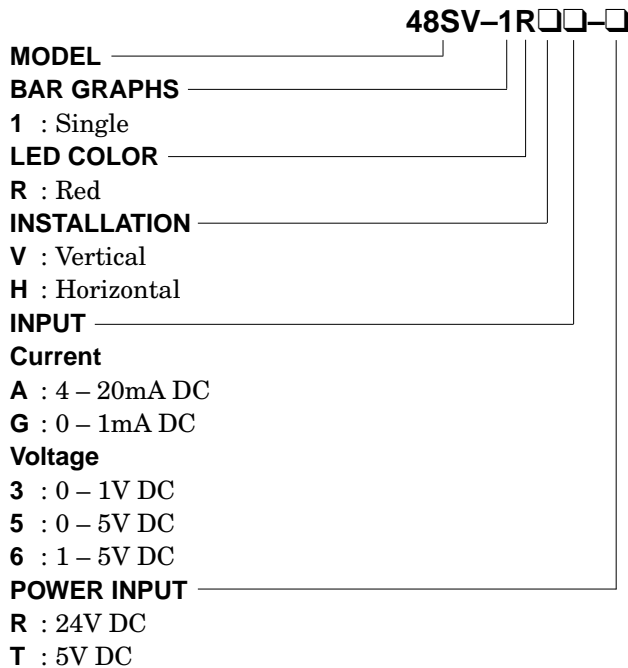 48SV–1R❏❏–❏
MODEL
BAR GRAPHS
1 : Single
LED COLOR
R : Red
INSTALLATION
V : Vertical
H : Horizontal
INPUT
Current
A : 4 – 20mA DC
G : 0 – 1mA DC
Voltage
3 : 0 – 1V DC
5 : 0 – 5V DC
6 : 1 – 5V DC
POWER INPUT
R : 24V DC
T : 5V DC